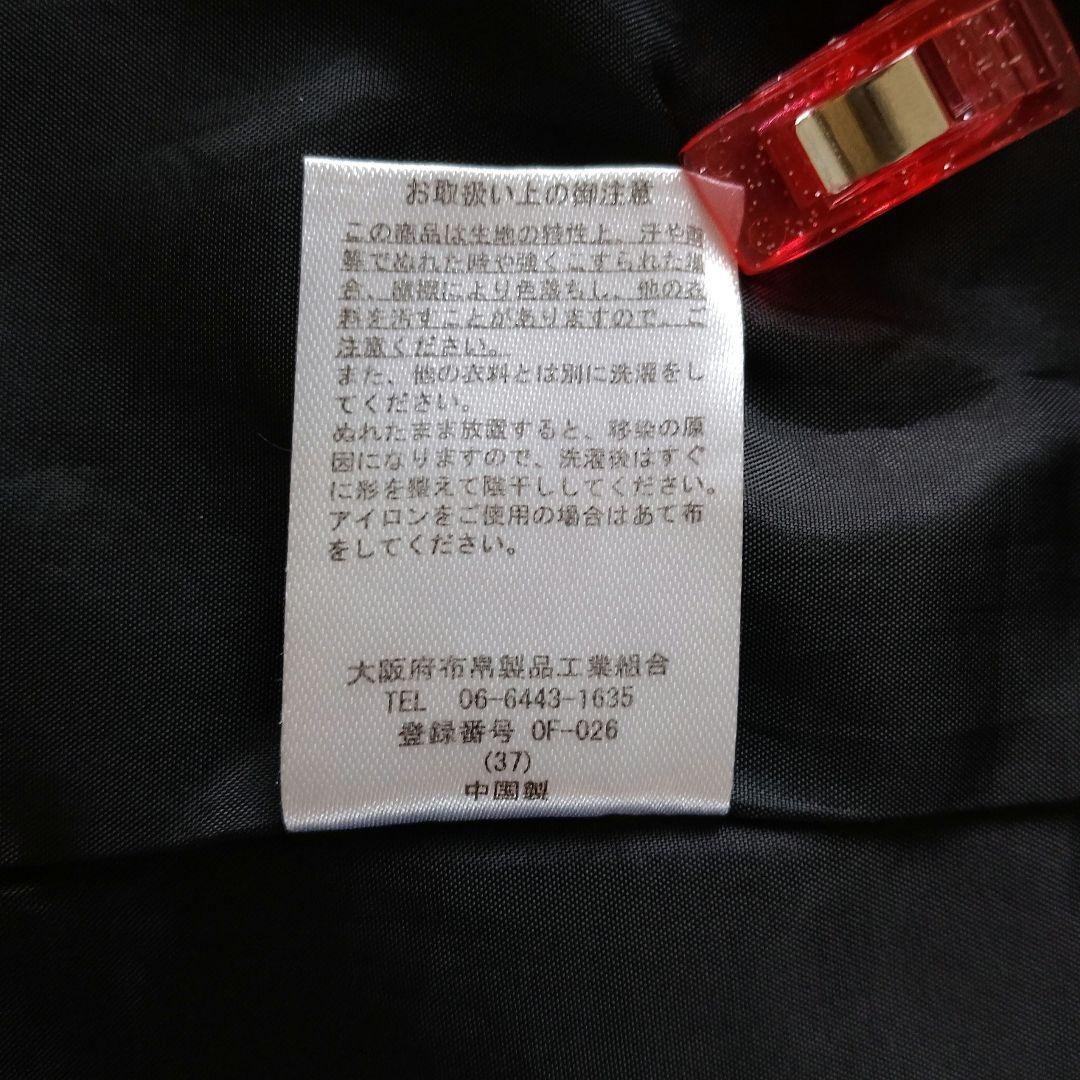 お取扱い上の御注意
この商品は生地の特性上、汗や雨
等でぬれた時や強くこすられた場
合、摩擦により色落ちし、他の衣
料を汚すことがありますので、ご
注意ください。
また、他の衣料とは別に洗濯をし
てください。
ぬれたまま放置すると、移染の原
因になりますので、洗濯後はすぐ
に形を整えて陰干ししてください。
アイロンをご使用の場合はあて布
をしてください。
大阪府布帛製品工業組合
TEL 06-6443-1635
登録番号 OF-026
(37)
中国製